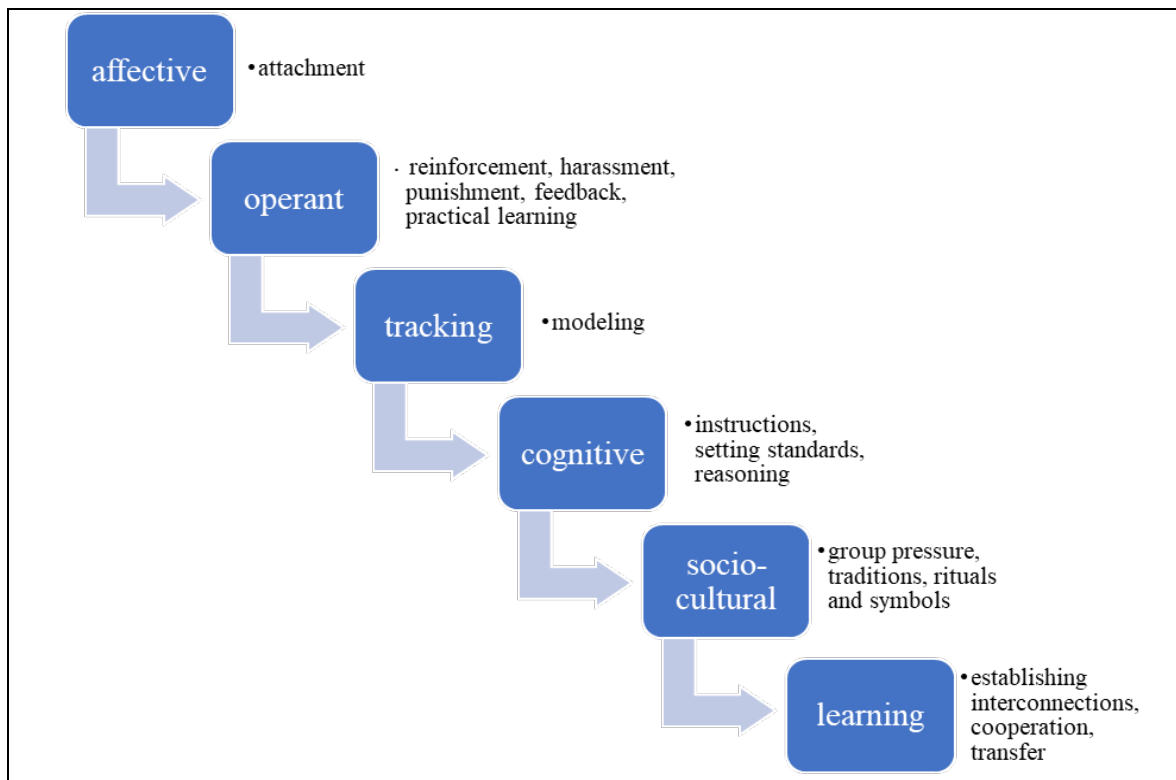 affective
•attachment
operant
· reinforcement, harassment,
punishment, feedback,
practical learning
tracking
•modeling
cognitive
•instructions,
setting standards,
reasoning
socio-
cultural
•group pressure,
traditions, rituals
and symbols
learning
•establishing
interconnections,
cooperation,
transfer